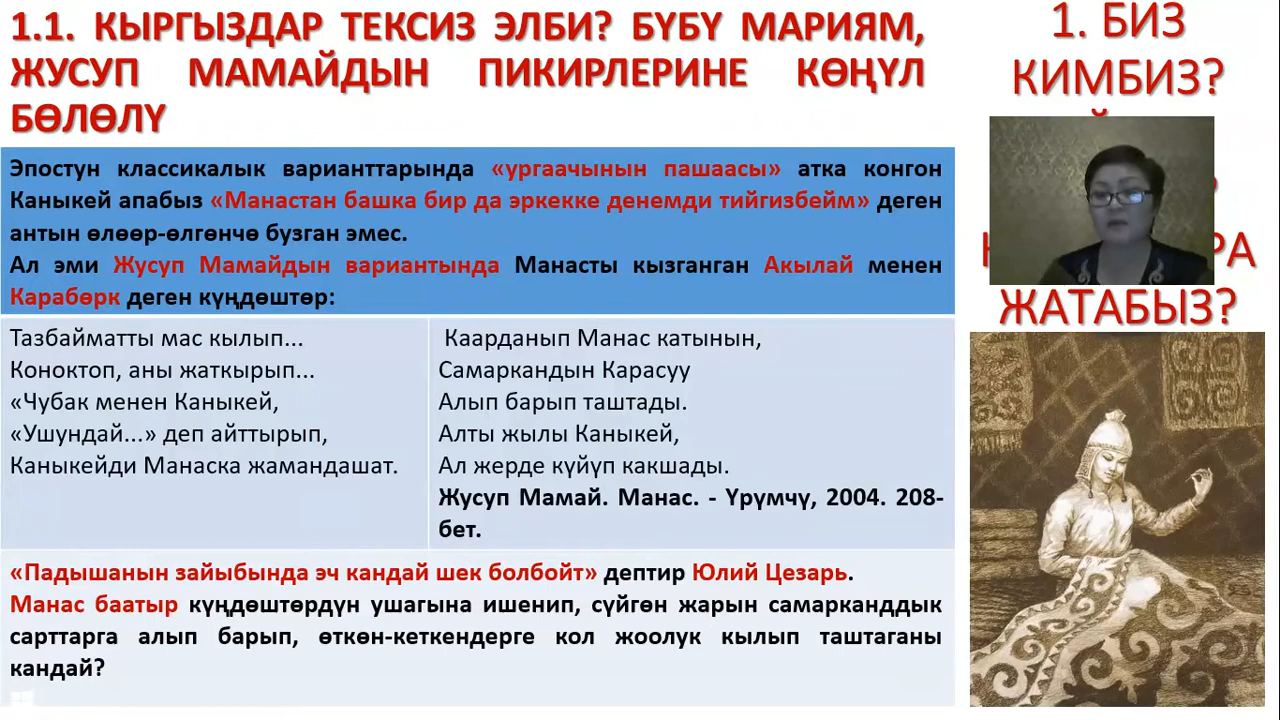 1.1. КЫРГЫЗДАР ТЕКСИЗ ЭЛБИ? БҮБҮ МАРИЯМ,
ЖУСУП МАМАЙДЫН ПИКИРЛЕРИНЕ КӨҢҮЛ
БӨЛӨЛҮ
Эпостун классикалык варианттарында «ургаачынын пашаасы» атка конгон
Каныкей апабыз «Манастан башка бир да эркекке денемди тийгизбейм» деген
антын өлөөр-өлгөнчө бузган эмес.
Ал эми Жусуп Мамайдын вариантында Манасты кызганган Акылай менен
Карабөрк деген күңдөштөр:
Тазбайматты мас кылып...
Коноктоп, аны жаткырып...
«Чубак менен Каныкей,
«Ушундай...» деп айттырып,
Каныкейди Манаска жамандашат.
Каарданып Манас катынын,
Самаркандын Карасуу
Алып барып таштады.
Алты жылы Каныкей,
Ал жерде күйүп какшады.
Жусуп Мамай. Манас. - Үрүмчү, 2004. 208-
бет.
«Падышанын зайыбында эч кандай шек болбойт» дептир Юлий Цезарь.
Манас баатыр күңдөштөрдүн ушагына ишенип, сүйгөн жарын самарканддык
сарттарга алып барып, өткөн-кеткендерге кол жоолук кылып таштаганы
кандай?
1. БИЗ
КИМБИЗ?
ЖАТАБЫЗ?